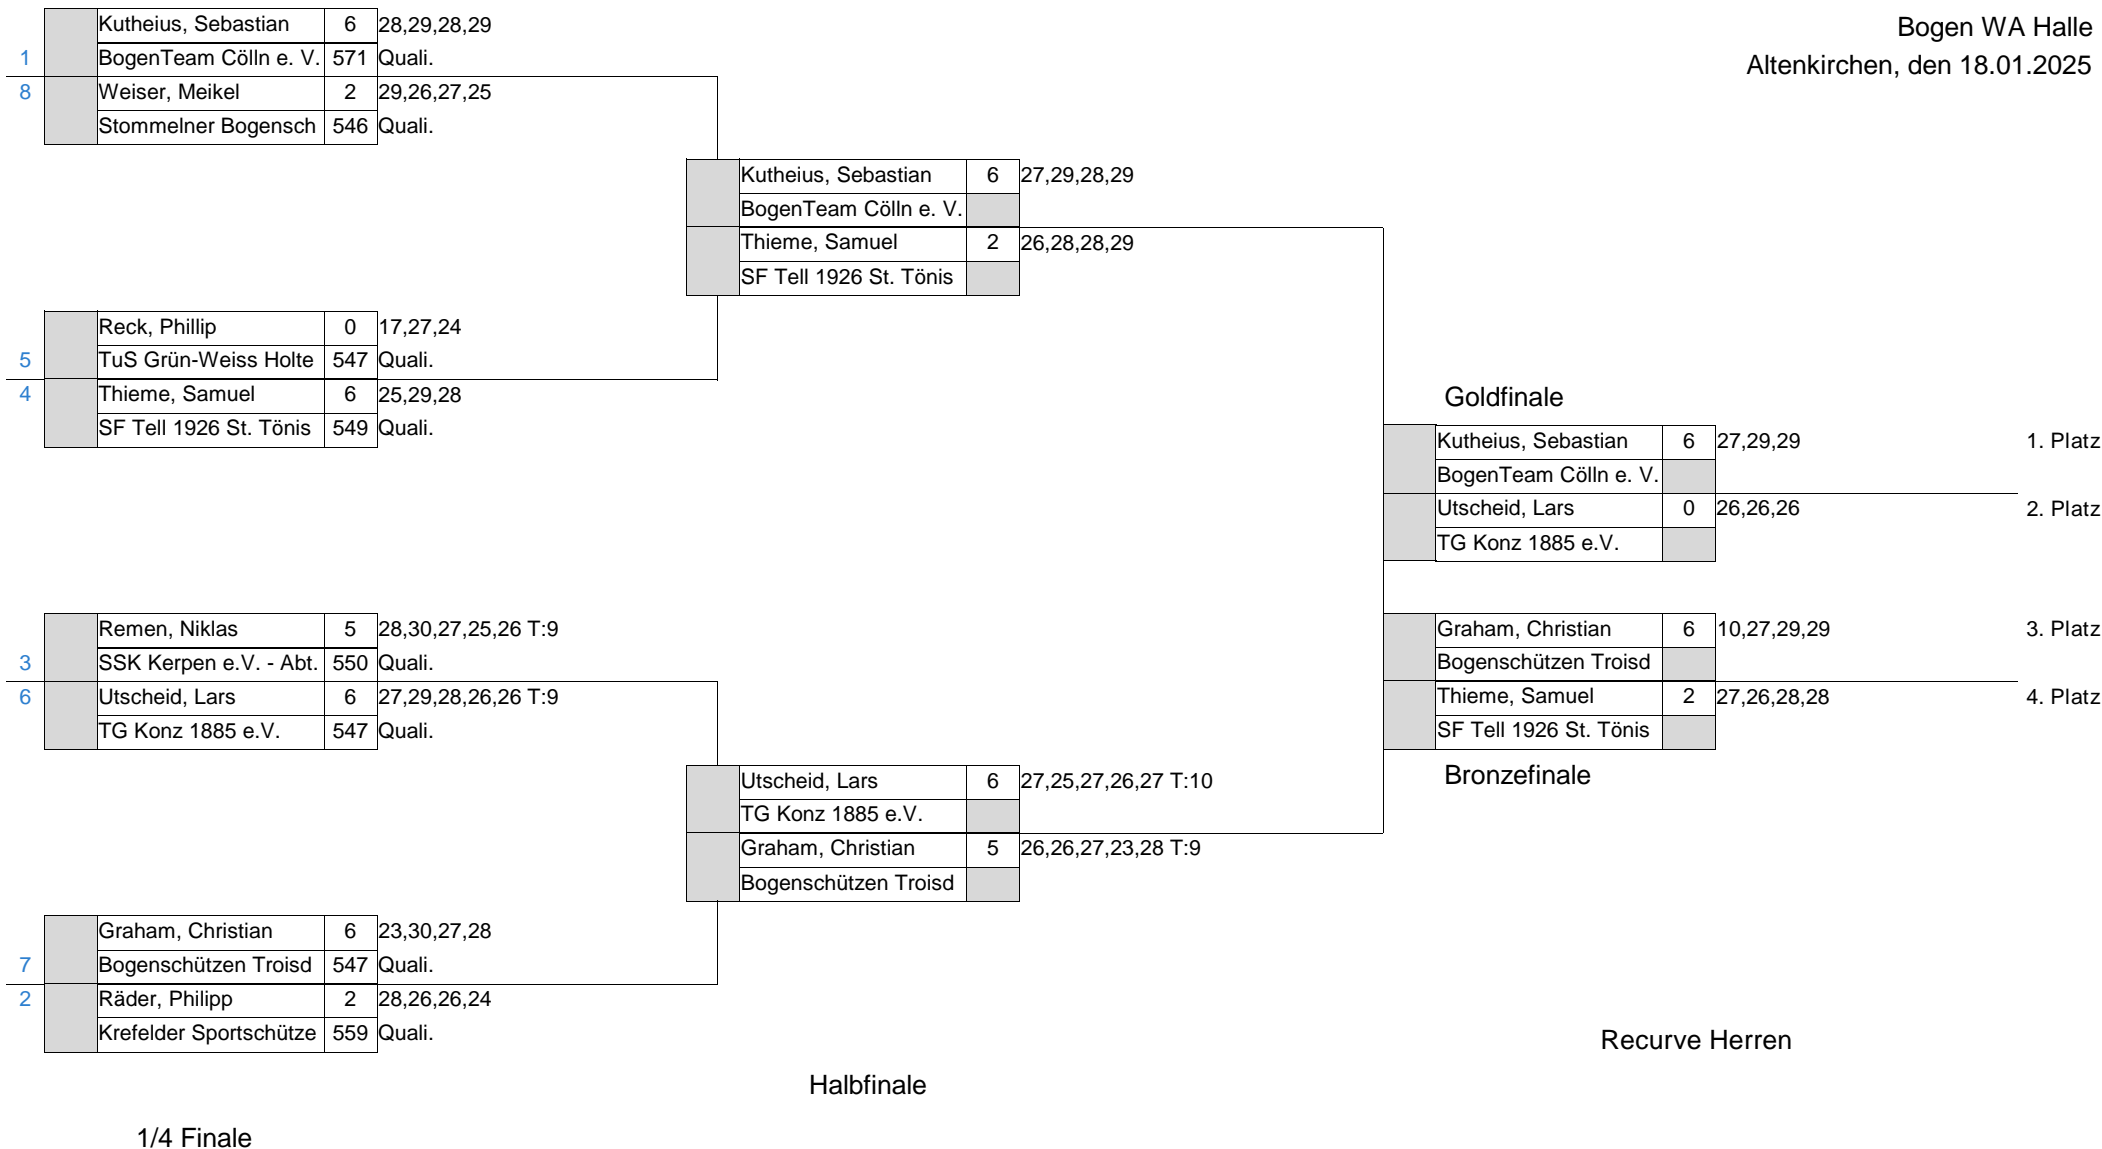 Bogen WA Halle
Altenkirchen, den 18.01.2025
Kutheius, Sebastian 6 28,29,28,29
1 BogenTeam Cölln e. V. 571 Quali.
8 Weiser, Meikel 2 29,26,27,25
Stommelner Bogensch 546 Quali.
Reck, Phillip 0 17,27,24
5 TuS Grün-Weiss Holte 547 Quali.
4 Thieme, Samuel 6 25,29,28
SF Tell 1926 St. Tönis 549 Quali.
Remen, Niklas 5 28,30,27,25,26 T:9
3 SSK Kerpen e.V. - Abt. 550 Quali.
6 Utscheid, Lars 6 27,29,28,26,26 T:9
TG Konz 1885 e.V. 547 Quali.
Graham, Christian 6 23,30,27,28
7 Bogenschützen Troisd 547 Quali.
2 Räder, Philipp 2 28,26,26,24
Krefelder Sportschütze 559 Quali.
1/4 Finale
Kutheius, Sebastian 6 27,29,28,29
BogenTeam Cölln e. V.
Thieme, Samuel 2 26,28,28,29
SF Tell 1926 St. Tönis
Utscheid, Lars 6 27,25,27,26,27 T:10
TG Konz 1885 e.V.
Graham, Christian 5 26,26,27,23,28 T:9
Bogenschützen Troisd
Halbfinale
Goldfinale
Kutheius, Sebastian 6 27,29,29 1. Platz
BogenTeam Cölln e. V.
Utscheid, Lars 0 26,26,26 2. Platz
TG Konz 1885 e.V.
Graham, Christian 6 10,27,29,29 3. Platz
Bogenschützen Troisd
Thieme, Samuel 2 27,26,28,28 4. Platz
SF Tell 1926 St. Tönis
Bronzefinale
Recurve Herren